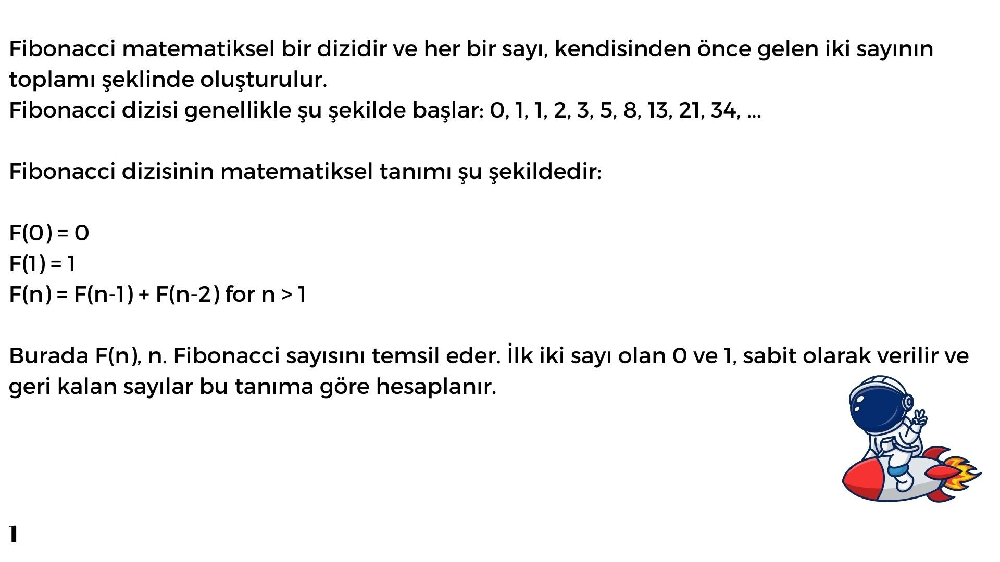 Fibonacci matematiksel bir dizidir ve her bir sayı, kendisinden önce gelen iki sayının
toplamı şeklinde oluşturulur.
Fibonacci dizisi genellikle şu şekilde başlar: 0, 1, 1, 2, 3, 5, 8, 13, 21, 34, ...
Fibonacci dizisinin matematiksel tanımı şu şekildedir:
F(0) = 0
F(1) = 1
F(n) = F(n-1) + F(n-2) for n > 1
Burada F(n), n. Fibonacci sayısını temsil eder. İlk iki sayı olan 0 ve 1, sabit olarak verilir ve
geri kalan sayılar bu tanıma göre hesaplanır.
1